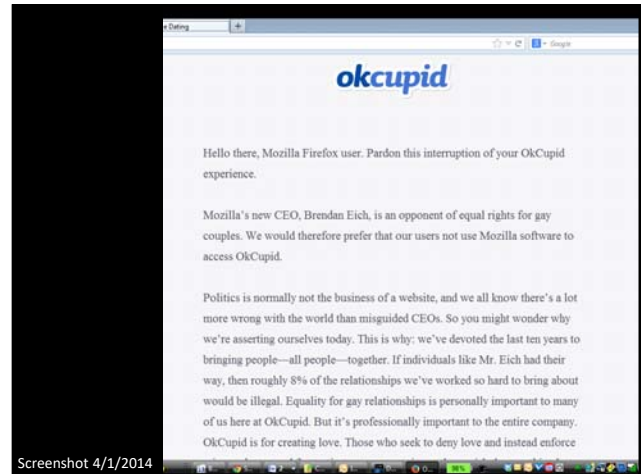 e Dating
+
Google
okcupid
Hello there, Mozilla Firefox user. Pardon this interruption of your OkCupid
experience.
Mozilla's new CEO, Brendan Eich, is an opponent of equal rights for gay
couples. We would therefore prefer that our users not use Mozilla software to
access OkCupid.
Politics is normally not the business of a website, and we all know there's a lot
more wrong with the world than misguided CEOs. So you might wonder why
we're asserting ourselves today. This is why: we've devoted the last ten years to
bringing people—all people—together. If individuals like Mr. Eich had their
way, then roughly 8% of the relationships we've worked so hard to bring about
would be illegal. Equality for gay relationships is personally important to many
of us here at OkCupid. But it's professionally important to the entire company.
OkCupid is for creating love. Those who seek to deny love and instead enforce
Screenshot 4/1/2014
98%